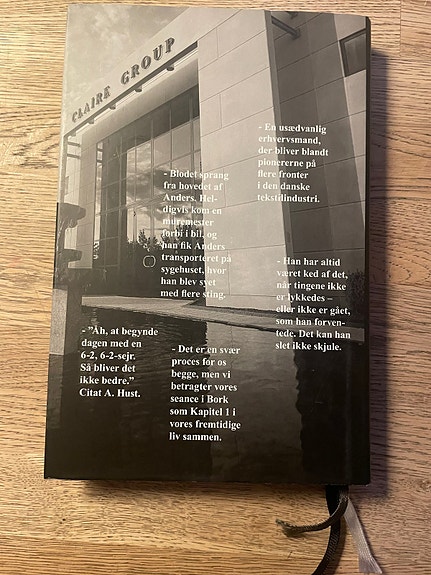 CLAIRE GROUP
- En usædvanlig
erhvervsmand,
der bliver blandt
pionererne på
flere fronter
i den danske
tekstilindustri.
- Blodet sprang
fra hovedet af
Anders. Hel-
digvis kom en
murermester
forbi i bil, og
han fik Anders
transporteret på
sygehuset, hvor
han blev syet
med flere sting.
- Han har altid
været ked af det,
når tingene ikke
er lykkedes –
eller ikke er gået,
som han forven-
tede. Det kan han
slet ikke skjule.
- ”Åh, at begynde
dagen med en
6-2, 6-2-sejr.
Så bliver det
ikke bedre.”
Citat A. Hust.
- Det er en svær
proces for os
begge, men vi
betragter vores
seance i Bork
som Kapitel 1 i
vores fremtidige
liv sammen.